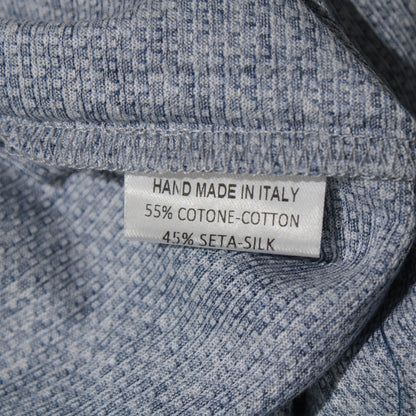 HAND MADE IN ITALY
55% COTONE-COTTON
45% SETA-SILK